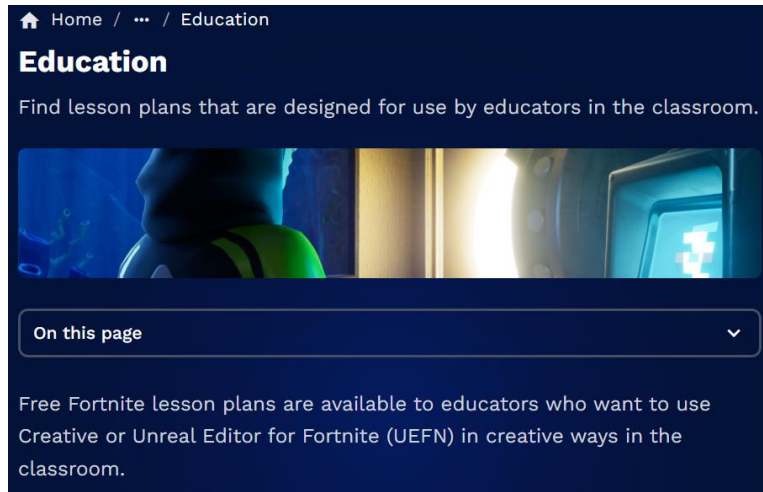 Home / ··· / Education
Education
Find lesson plans that are designed for use by educators in the classroom.
On this page
Free Fortnite lesson plans are available to educators who want to use
Creative or Unreal Editor for Fortnite (UEFN) in creative ways in the
classroom.